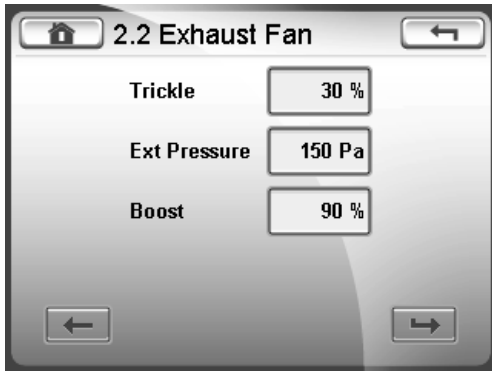 2.2 Exhaust Fan
Trickle 30 %
Ext Pressure 150 Pa
Boost 90 %